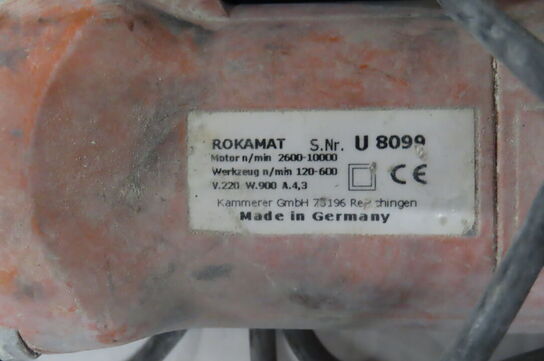 ROKAMAT S.Nr. U 8099
Motor n/min 2600-10000
Werkzeug n/min 120-600
V.220 W.900 A.4,3
CE
Kammerer GmbH 73196
Made in Germany